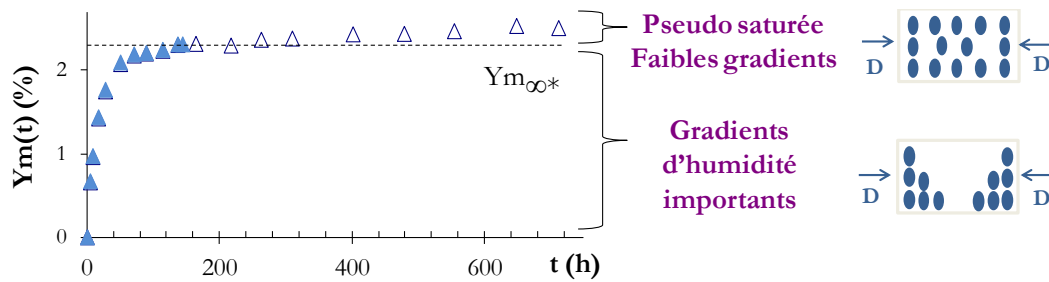 Ym(t) (%)
2
1
0
0
200
400
600
t (h)
Ym∞*
Pseudo saturée
Faibles gradients
Gradients
d'humidité
importants
D
D
D
D